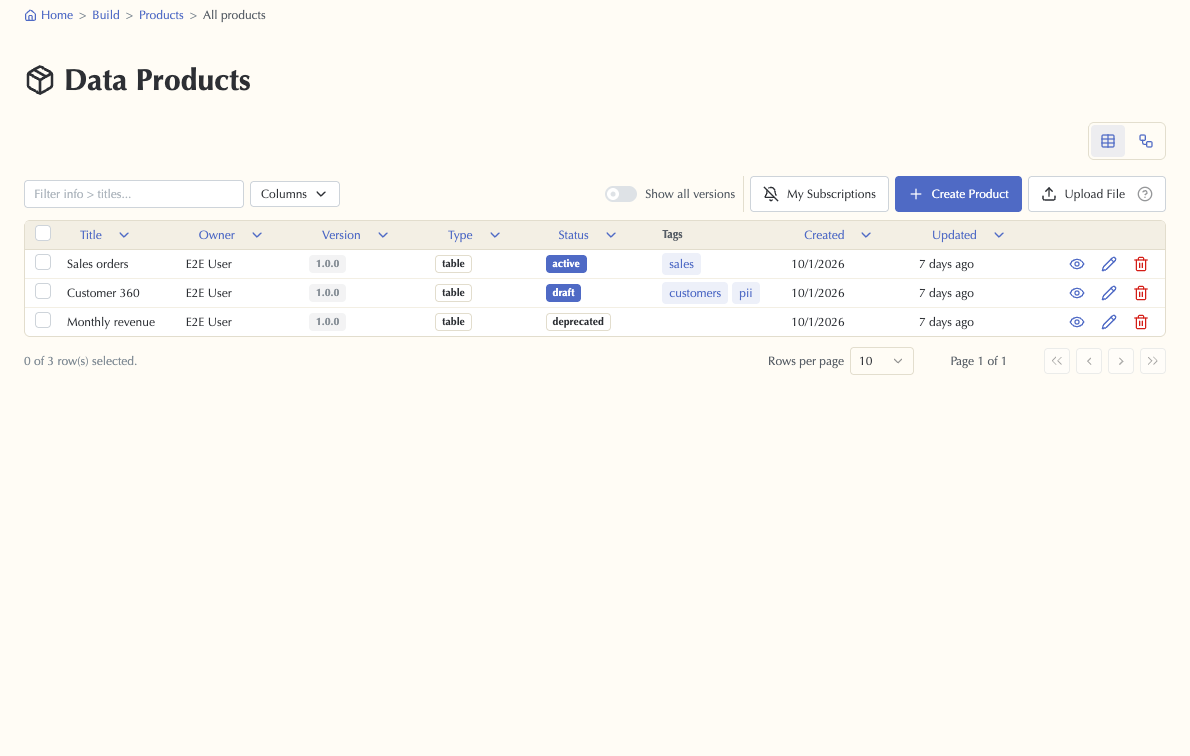 Home > Build > Products > All products
Data Products
Filter info > titles...
Columns
Show all versions
My Subscriptions
Create Product
Upload File
Title Owner Version Type Status Tags Created Updated
Sales orders E2E User 1.0.0 table active sales 10/1/2026 7 days ago
Customer 360 E2E User 1.0.0 table draft customers pii 10/1/2026 7 days ago
Monthly revenue E2E User 1.0.0 table deprecated 10/1/2026 7 days ago
0 of 3 row(s) selected.
Rows per page 10
Page 1 of 1